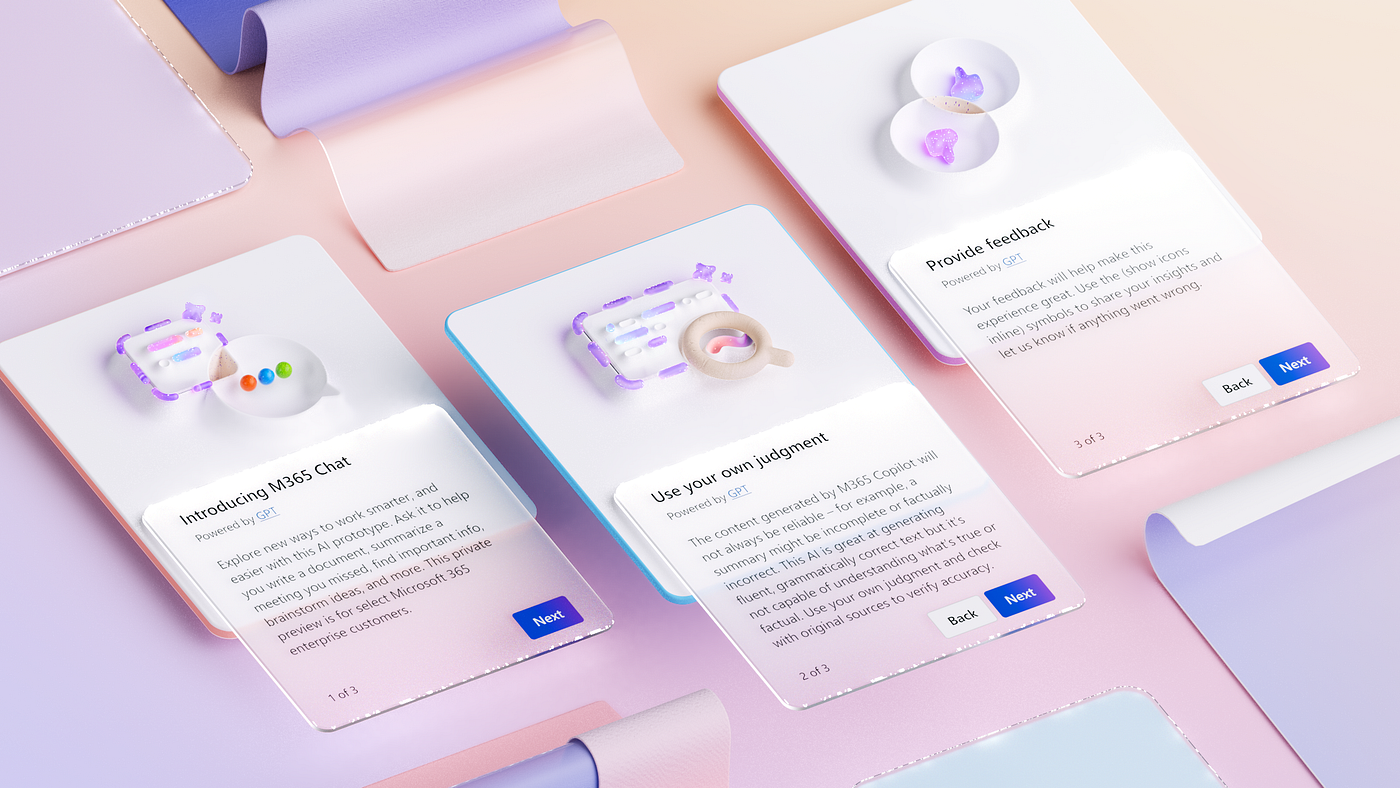 Introducing M365 Chat
Powered by GPT
Explore new ways to work smarter, and
easier with this AI prototype. Ask it to help
you write a document, summarize a
meeting you missed, find important info,
brainstorm ideas, and more. This private
preview is for select Microsoft 365
enterprise customers.
Next
1 of 3
Use your own judgment
Powered by GPT
The content generated by M365 Copilot will
not always be reliable – for example, a
summary might be incomplete or factually
incorrect. This AI is great at generating
fluent, grammatically correct text but it's
not capable of understanding what's true or
factual. Use your own judgment and check
with original sources to verify accuracy.
Back
Next
2 of 3
Provide feedback
Powered by GPT
Your feedback will help make this
experience great. Use the (show icons
inline) symbols to share your insights and
let us know if anything went wrong.
Back
Next
3 of 3